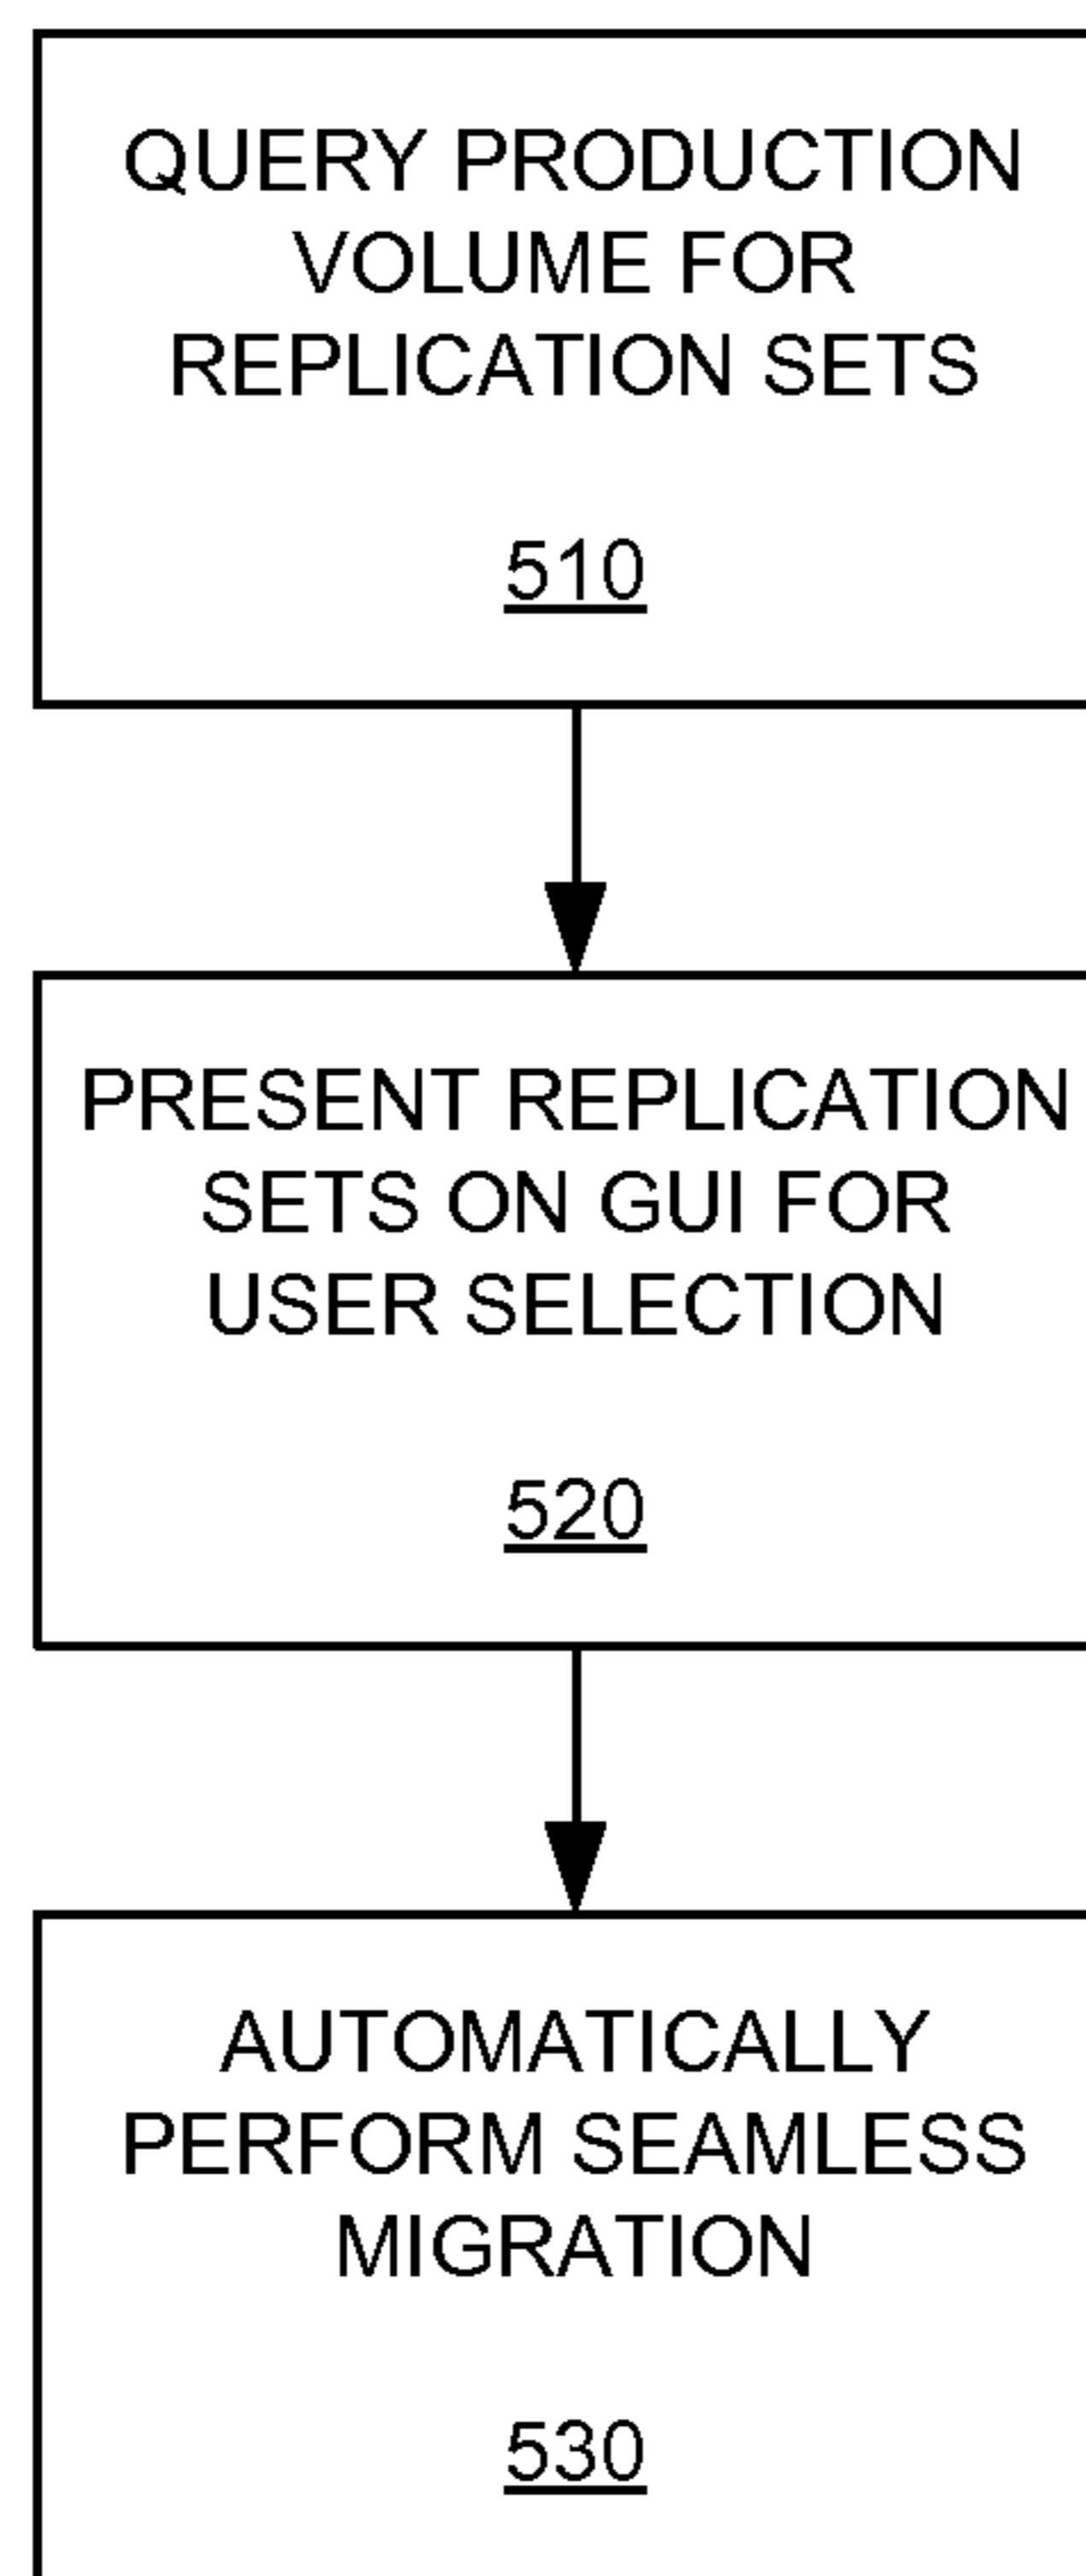 QUERY PRODUCTION
VOLUME FOR
REPLICATION SETS
510
PRESENT REPLICATION
SETS ON GUI FOR
USER SELECTION
520
AUTOMATICALLY
PERFORM SEAMLESS
MIGRATION
530